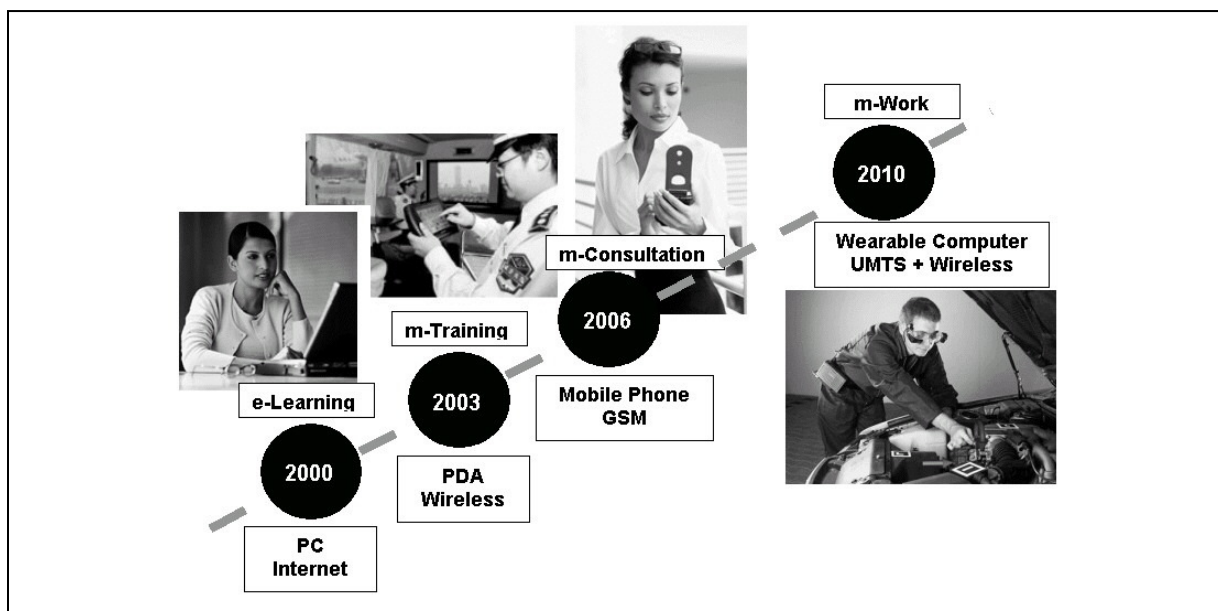 m-Work
2010
Wearable Computer
UMTS + Wireless
m-Consultation
2006
Mobile Phone
GSM
m-Training
2003
PDA
Wireless
e-Learning
2000
PC
Internet